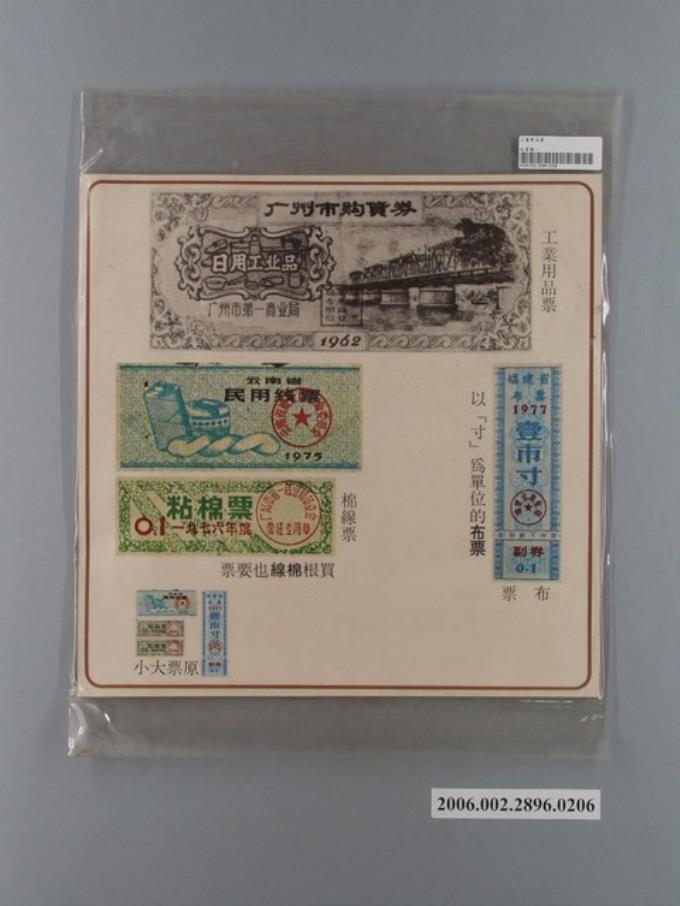 广州市购货券
日用工业品
广州市第一商业局
1962
工業用品票
云南省
民用线票
1975
粘棉票
0.1一九七六年度
棉線票
票要也線棉根買
以「寸」為單位的布票
福建省
布票
1977
壹市寸
副券
0·1
票 布
小大票原
2006.002.2896.0206